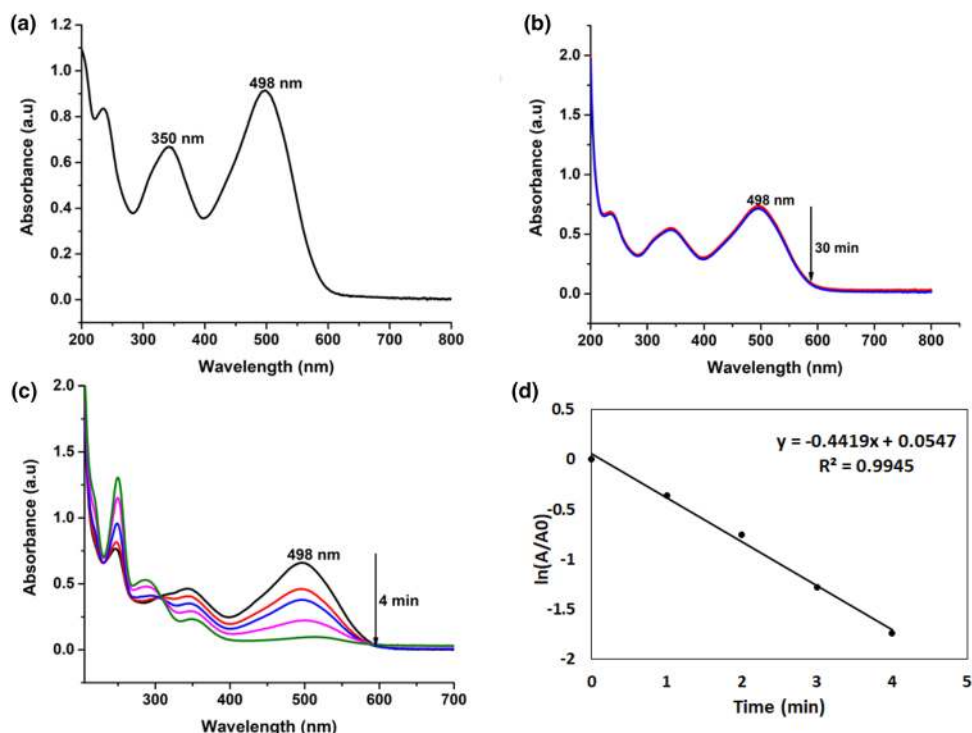 (a)
1.2
1.0
0.8
0.6
0.4
0.2
0.0
Absorbance (a.u)
350 nm
498 nm
200 300 400 500 600 700 800
Wavelength (nm)
(b)
2.0
1.5
1.0
0.5
0.0
Absorbance (a.u)
498 nm
30 min
200 300 400 500 600 700 800
Wavelength (nm)
(c)
2.0
1.5
1.0
0.5
0.0
Absorbance (a.u)
498 nm
4 min
300 400 500 600 700
Wavelength (nm)
(d)
0.5
0
-0.5
-1
-1.5
-2
ln(A/A0)
y = -0.4419x + 0.0547
R² = 0.9945
0 1 2 3 4 5
Time (min)